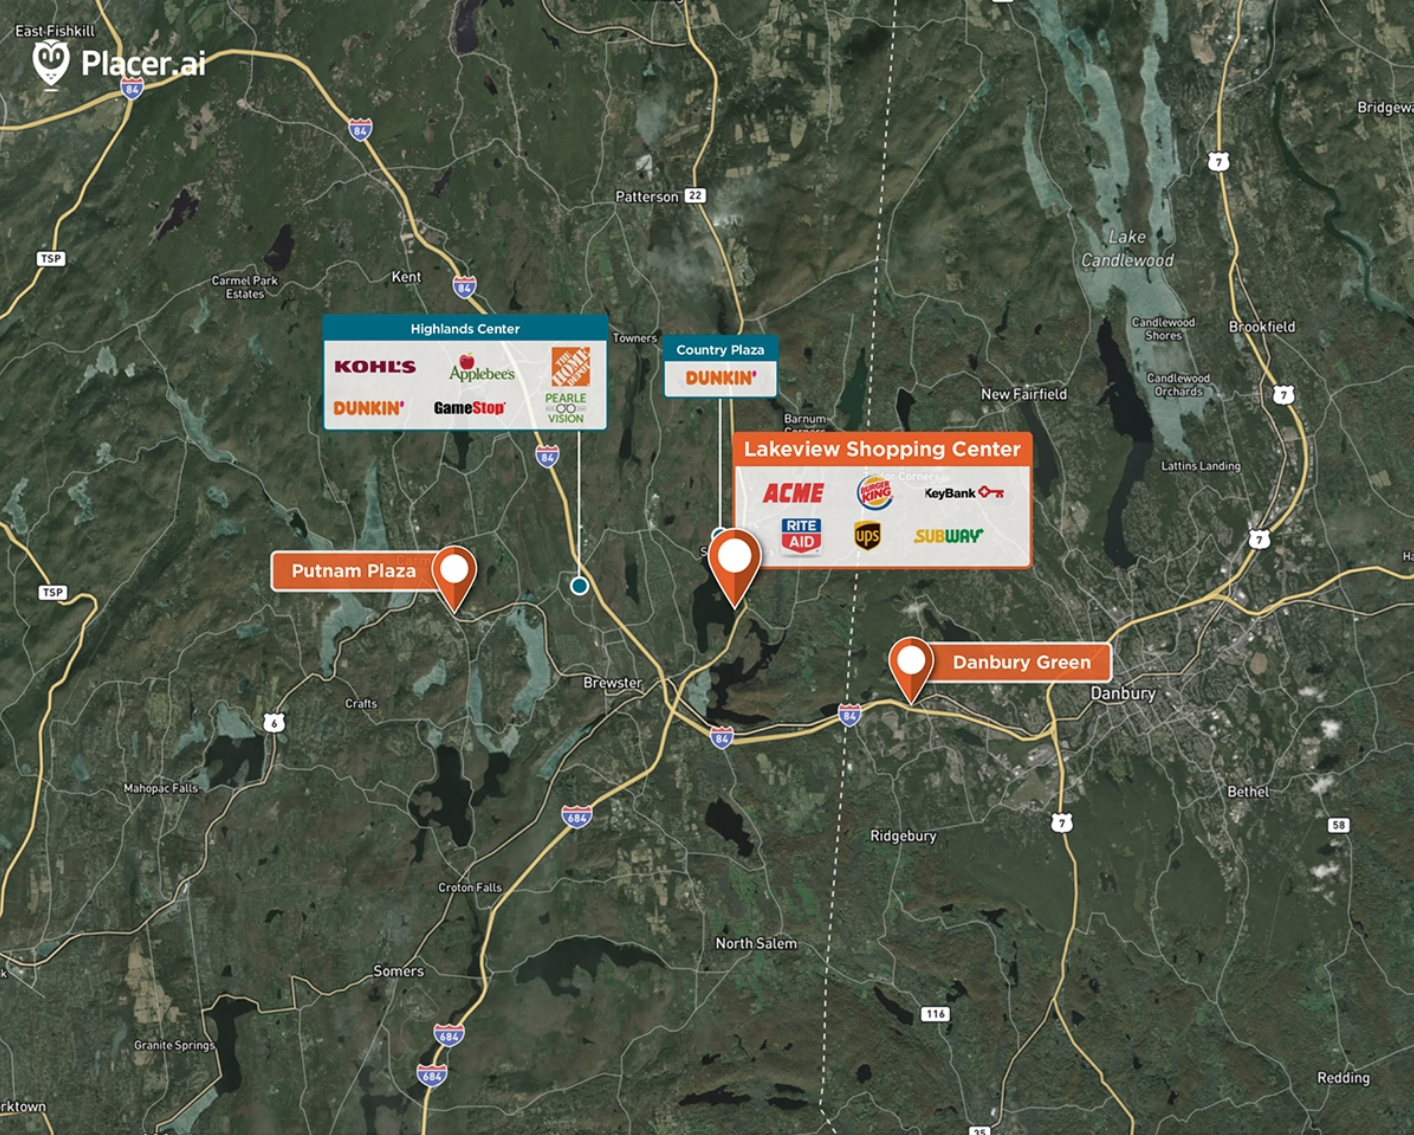 East Fishkill
Placer.ai
84
84
Bridgewa
7
Patterson
22
Lake
Candlewood
TSP
Kent
Carmel Park
Estates
84
Highlands Center
KOHL'S
Applebee's
THE HOME DEPOT
DUNKIN'
GameStop
PEARLE
VISION
Towners
Country Plaza
DUNKIN'
Candlewood
Shores
Brookfield
Candlewood
Orchards
New Fairfield
7
Barnum
Corners
84
Lakeview Shopping Center
Lattins Landing
ACME
BURGER KING
KeyBank
RITE AID
ups
SUBWAY
7
Putnam Plaza
TSP
Danbury Green
Brewster
Danbury
Crafts
6
84
84
Mahopac Falls
Bethel
684
7
58
Ridgebury
Croton Falls
North Salem
Somers
116
684
Granite Springs
684
Redding
rktown
35